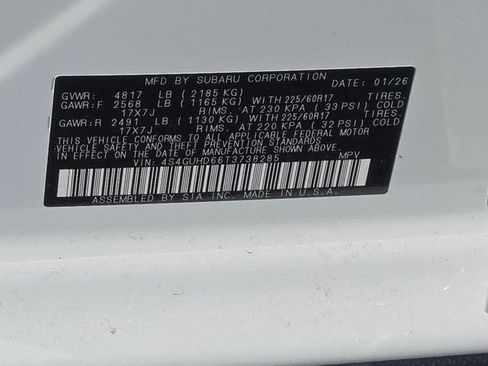 MFD BY SUBARU CORPORATION DATE: 01/26
GVWR: 4817 LB ( 2185 KG)
GAWR:F 2568 LB ( 1165 KG) WITH 225/60R17 TIRES.
17X7J RIMS. AT 230 KPA ( 33 PSI) COLD
GAWR:R 2491 LB ( 1130 KG) WITH 225/60R17 TIRES.
17X7J RIMS. AT 220 KPA ( 32 PSI) COLD
THIS VEHICLE CONFORMS TO ALL APPLICABLE FEDERAL MOTOR
VEHICLE SAFETY, BUMPER, AND THEFT PREVENTION STANDARDS
IN EFFECT ON THE DATE OF MANUFACTURE SHOWN ABOVE.
VIN: 4S4GUHD66T3738285 MPV
ASSEMBLED BY SIA INC. MADE IN U.S.A.